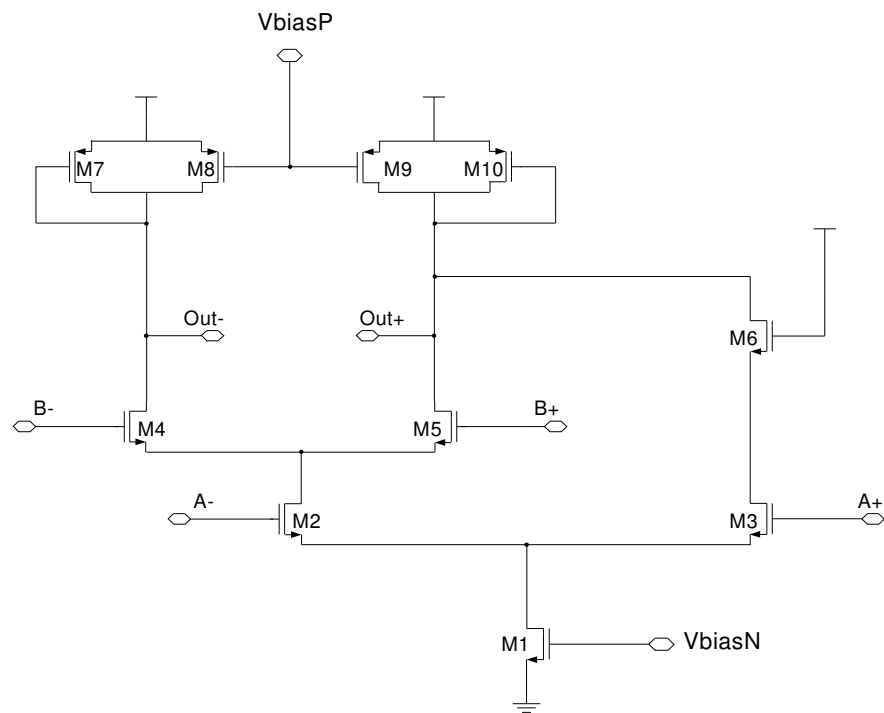 VbiasP
M7
M8
M9
M10
Out-
Out+
M6
B-
B+
M4
M5
A-
A+
M2
M3
M1
VbiasN